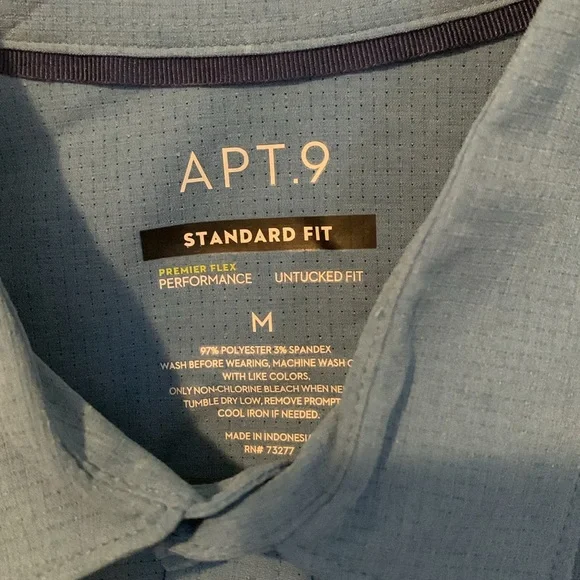 APT.9
STANDARD FIT
PREMIER FLEX
PERFORMANCE UNTUCKED FIT
M
97% POLYESTER 3% SPANDEX
WASH BEFORE WEARING, MACHINE WASH
WITH LIKE COLORS,
ONLY NON-CHLORINE BLEACH WHEN
TUMBLE DRY LOW, REMOVE
COOL IRON IF NEEDED.
MADE IN
RN# 73277